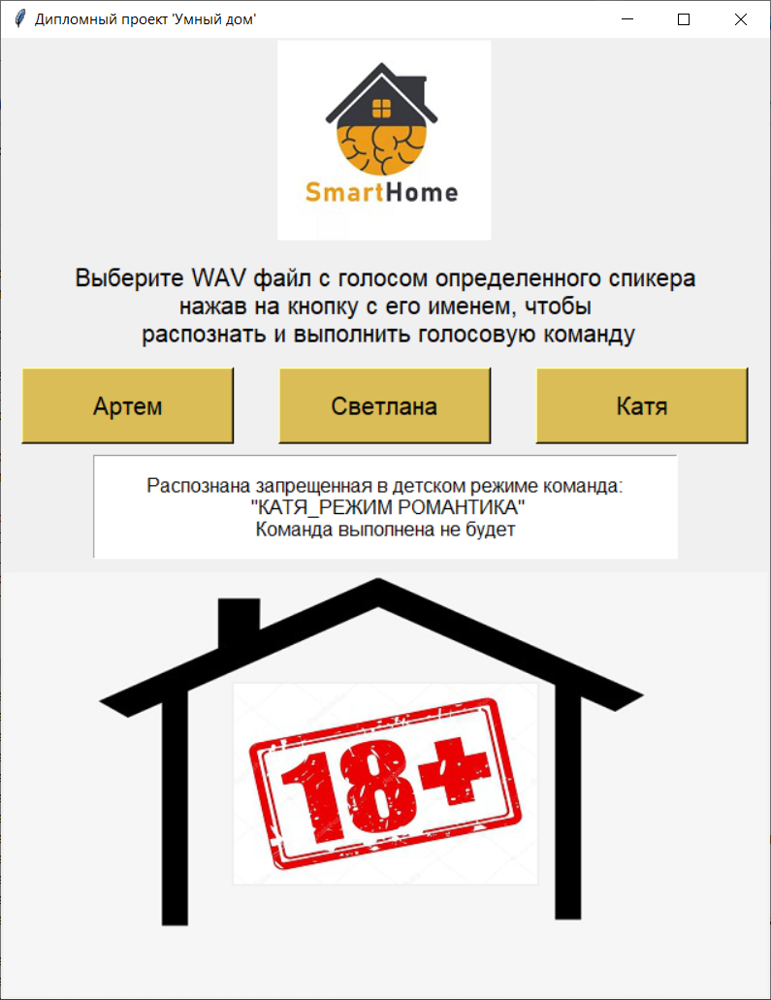 Дипломный проект 'Умный дом'
SmartHome
Выберите WAV файл с голосом определенного спикера
нажав на кнопку с его именем, чтобы
распознать и выполнить голосовую команду
Артем
Светлана
Катя
Распознана запрещенная в детском режиме команда:
"КАТЯ_РЕЖИМ РОМАНТИКА"
Команда выполнена не будет
18+